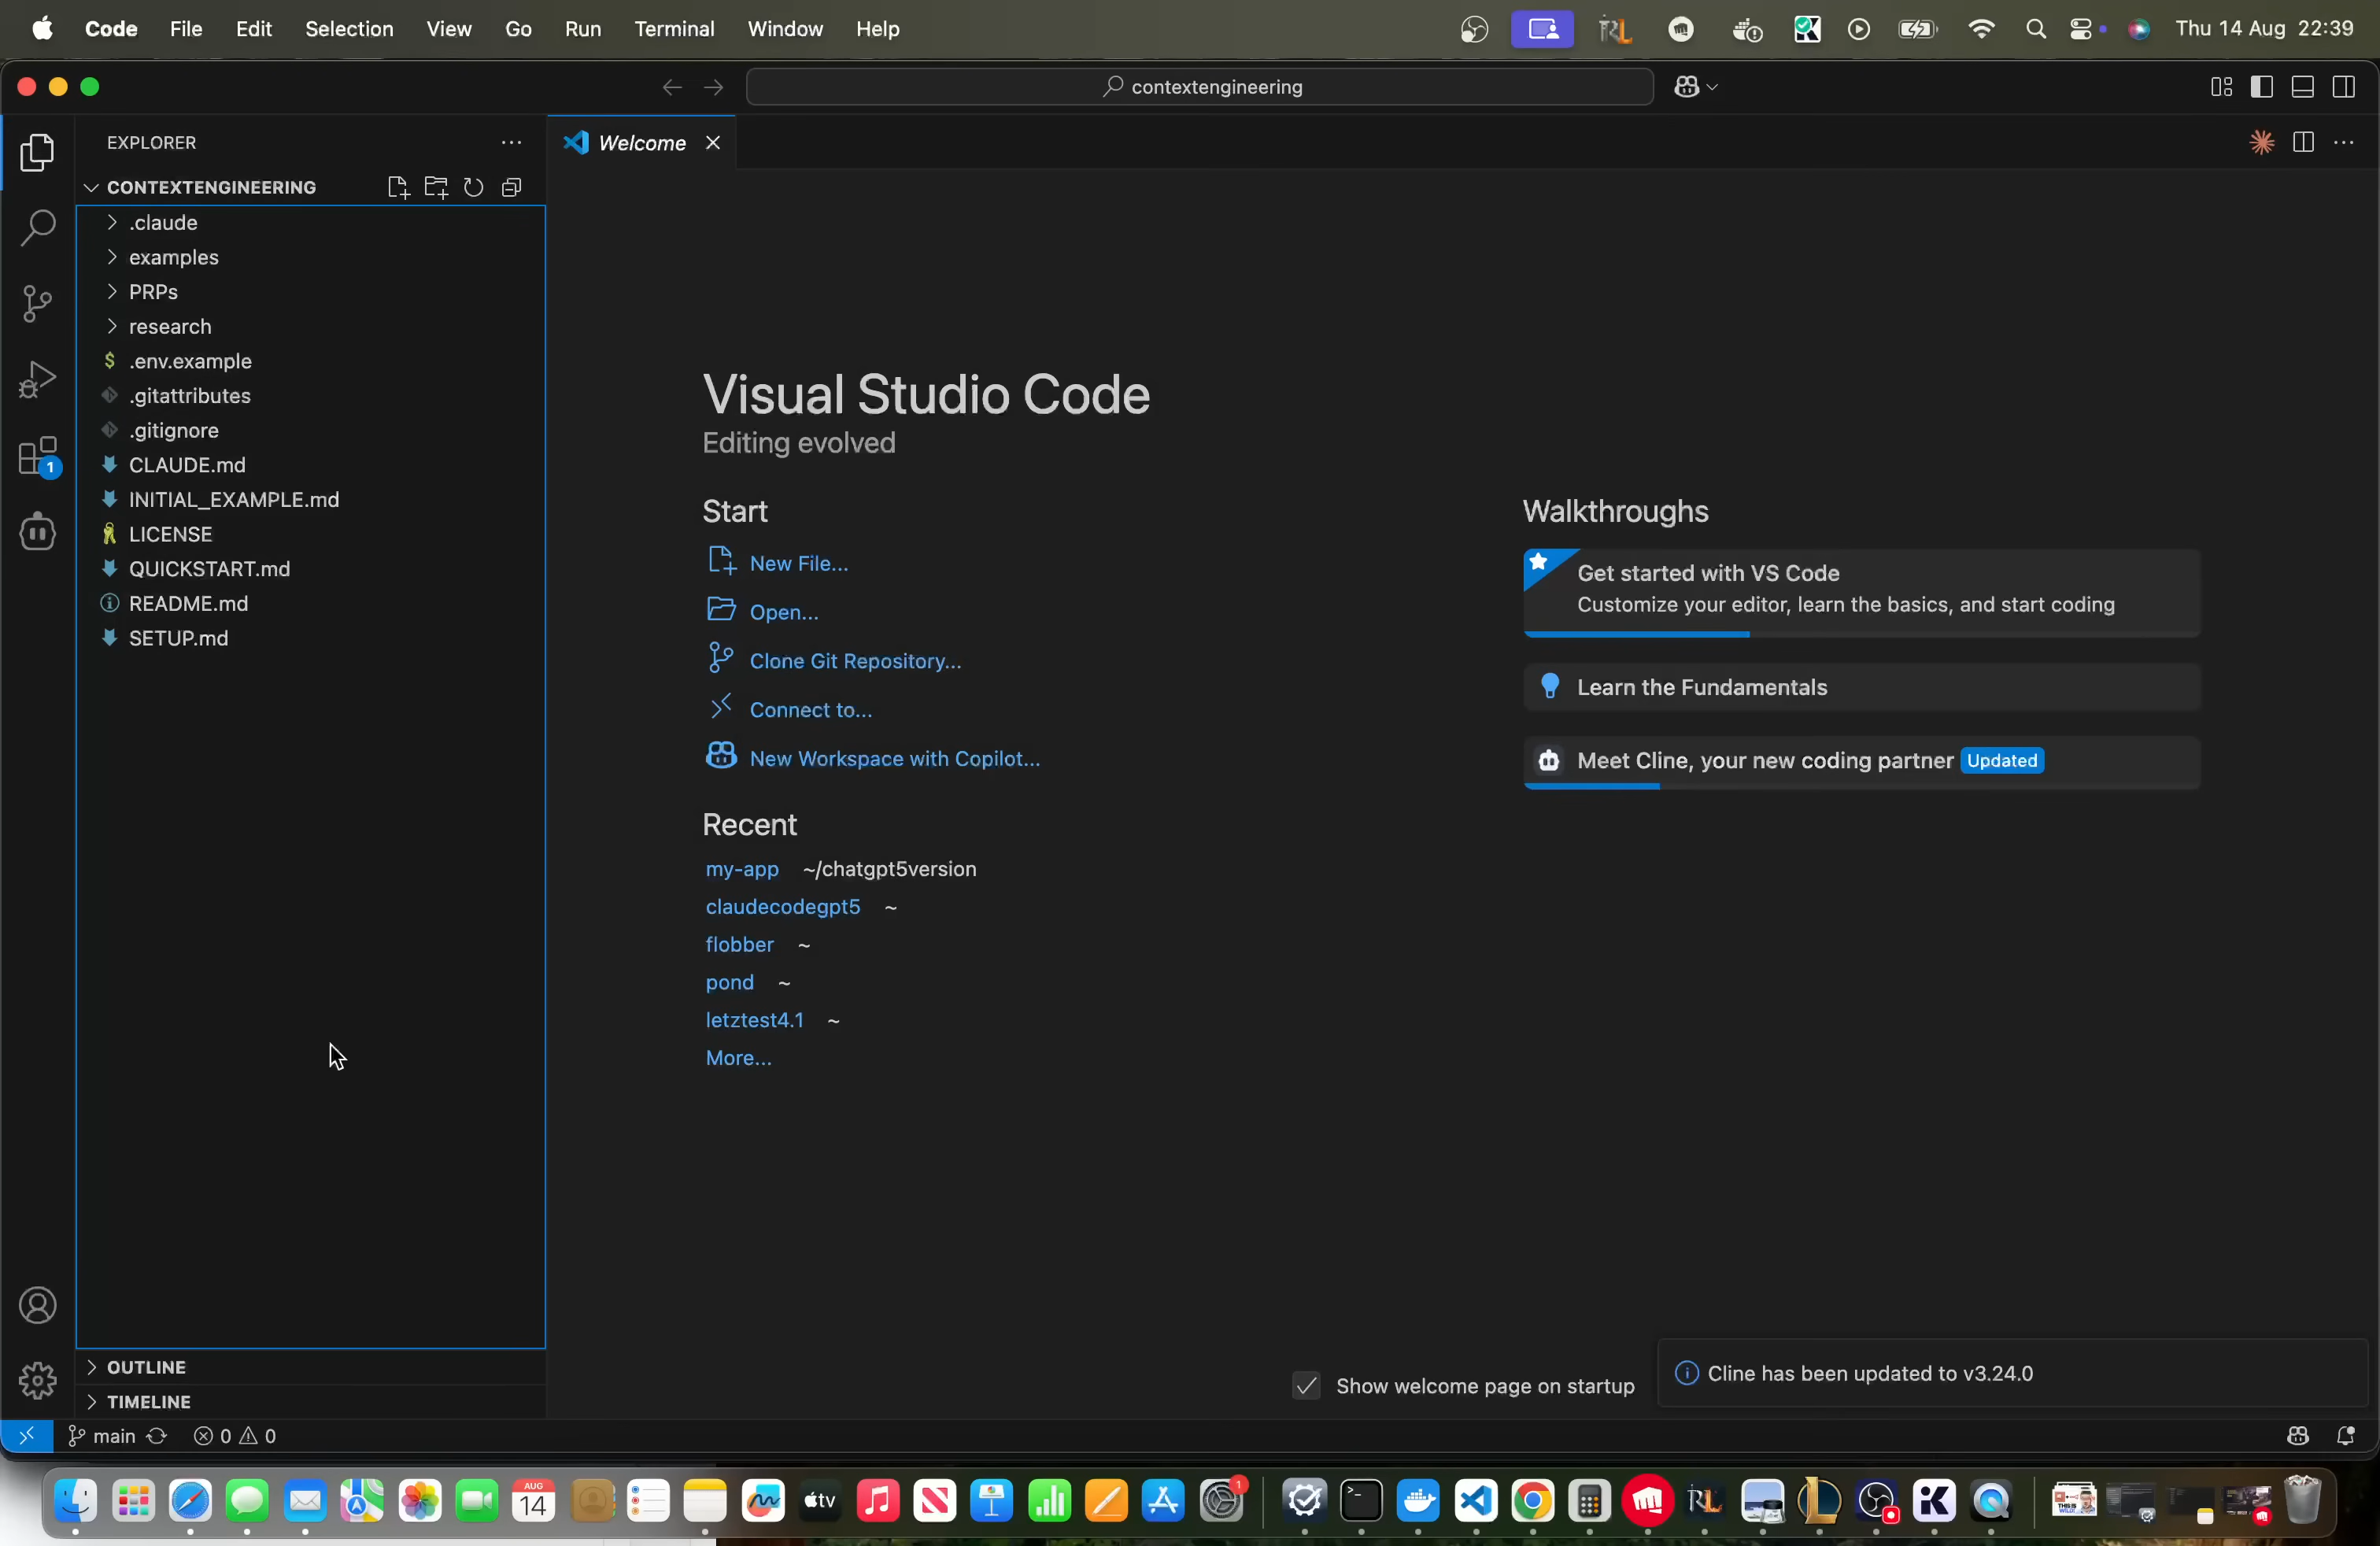 Code File Edit Selection View Go Run Terminal Window Help
Thu 14 Aug 22:39
contextengineering
EXPLORER
Welcome
CONTEXTENGINEERING
.claude
examples
PRPs
research
.env.example
.gitattributes
.gitignore
CLAUDE.md
INITIAL_EXAMPLE.md
LICENSE
QUICKSTART.md
README.md
SETUP.md
1
OUTLINE
TIMELINE
Visual Studio Code
Editing evolved
Start
New File...
Open...
Clone Git Repository...
Connect to...
New Workspace with Copilot...
Recent
my-app ~/chatgpt5version
claudecodegpt5 ~
flobber ~
pond ~
letztest4.1 ~
More...
Walkthroughs
Get started with VS Code
Customize your editor, learn the basics, and start coding
Learn the Fundamentals
Meet Cline, your new coding partner Updated
Show welcome page on startup
Cline has been updated to v3.24.0
main 0 0
AUG
14
tv
1